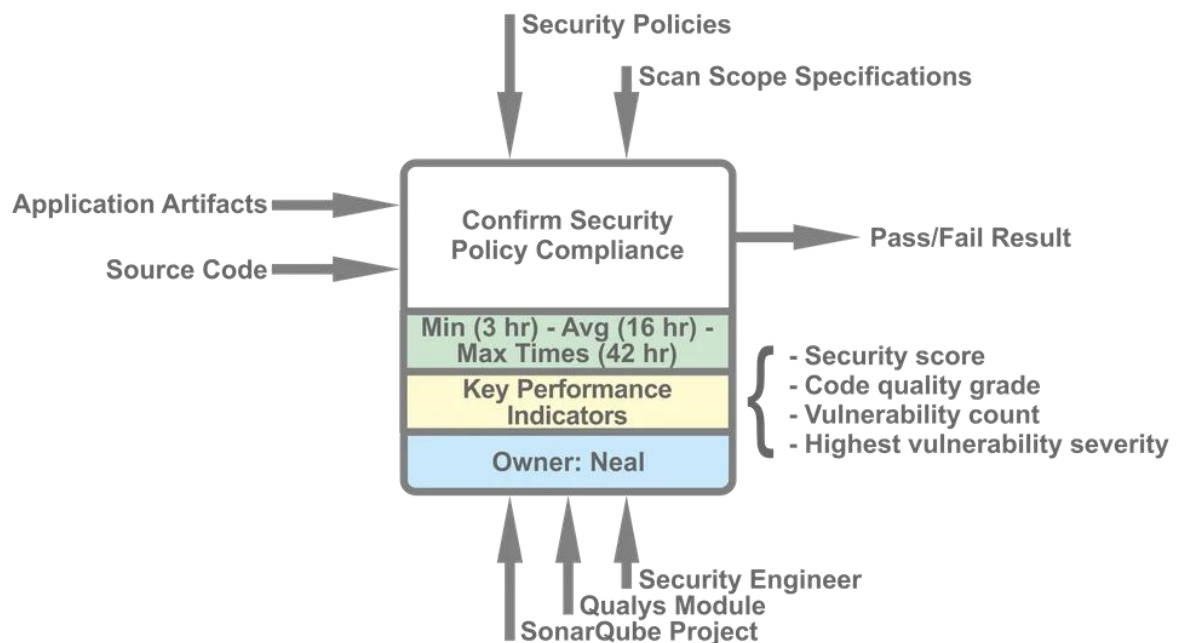 Security Policies
Scan Scope Specifications
Application Artifacts
Source Code
Confirm Security
Policy Compliance
Pass/Fail Result
Min (3 hr) - Avg (16 hr) -
Max Times (42 hr)
Key Performance
Indicators
- Security score
- Code quality grade
- Vulnerability count
- Highest vulnerability severity
Owner: Neal
Security Engineer
Qualys Module
SonarQube Project